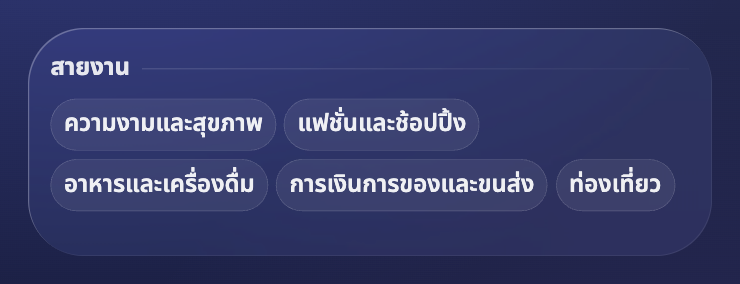 สายงาน
ความงามและสุขภาพ แฟชั่นและช้อปปิ้ง
อาหารและเครื่องดื่ม การเงินการของและขนส่ง ท่องเที่ยว